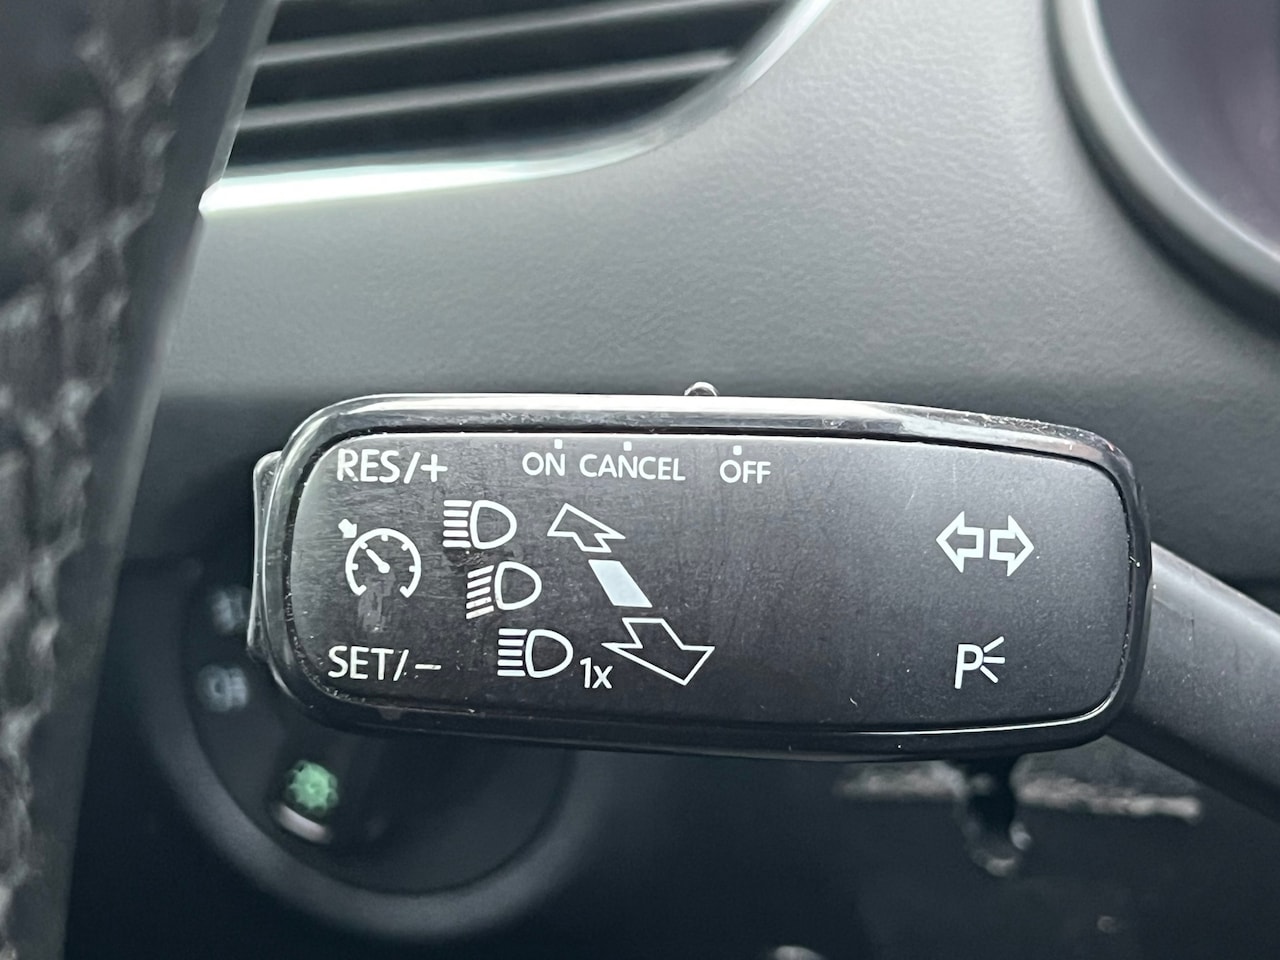 RES/+ ON CANCEL OFF
SET/- 1x
P